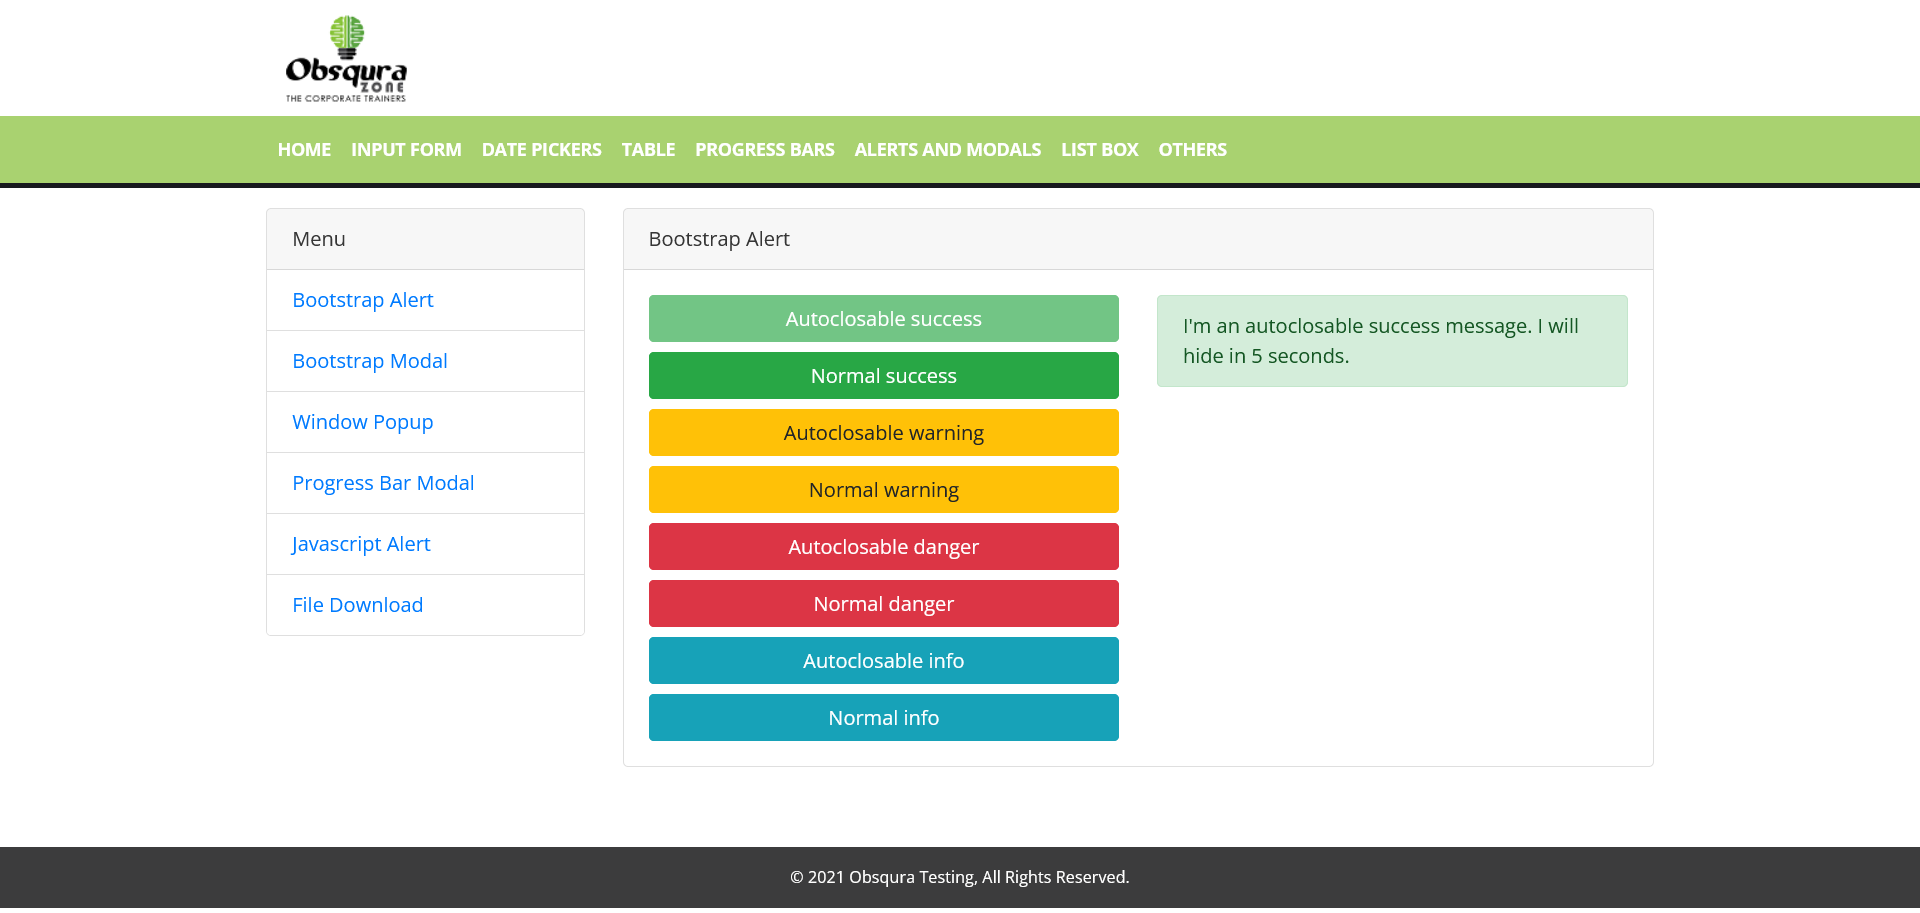 Obsqura
ZONE
THE CORPORATE TRAINERS
HOME INPUT FORM DATE PICKERS TABLE PROGRESS BARS ALERTS AND MODALS LIST BOX OTHERS
Menu
Bootstrap Alert
Bootstrap Modal
Window Popup
Progress Bar Modal
Javascript Alert
File Download
Bootstrap Alert
Autoclosable success
Normal success
Autoclosable warning
Normal warning
Autoclosable danger
Normal danger
Autoclosable info
Normal info
I'm an autoclosable success message. I will
hide in 5 seconds.
© 2021 Obsqura Testing, All Rights Reserved.